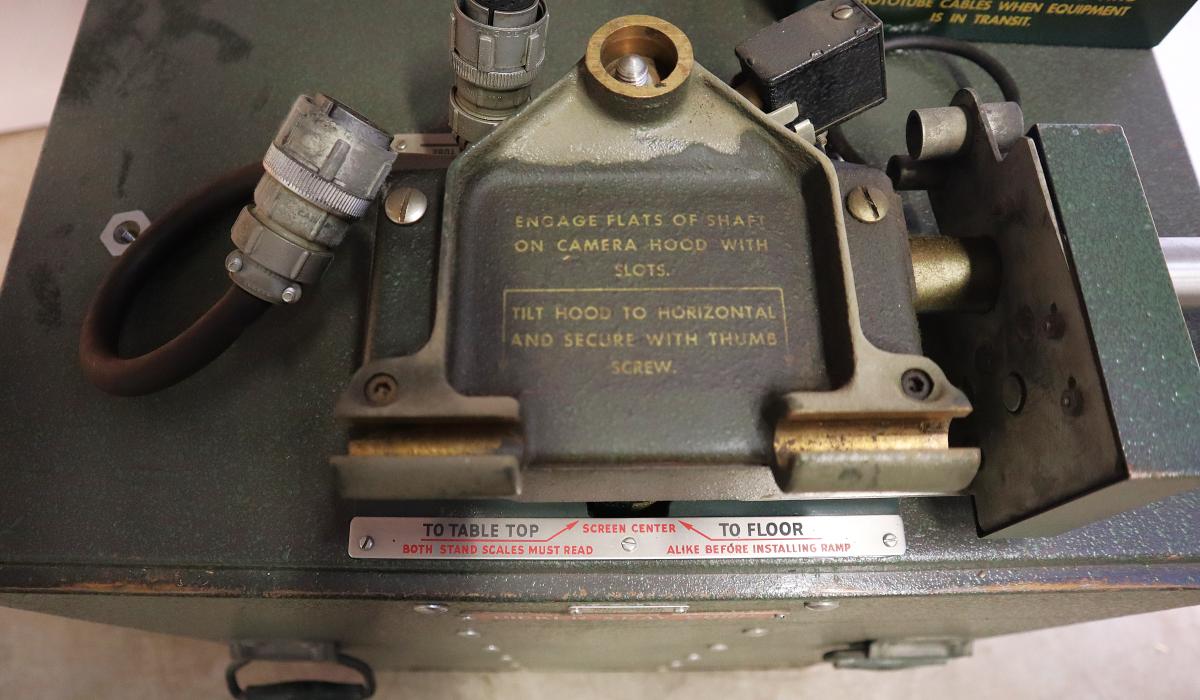 CABLES WHEN EQUIPMENT
IS IN TRANSIT.
TUBE
ENGAGE FLATS OF SHAFT
ON CAMERA HOOD WITH
SLOTS.
TILT HOOD TO HORIZONTAL
AND SECURE WITH THUMB
SCREW.
TO TABLE TOP SCREEN CENTER TO FLOOR
BOTH STAND SCALES MUST READ ALIKE BEFORE INSTALLING RAMP